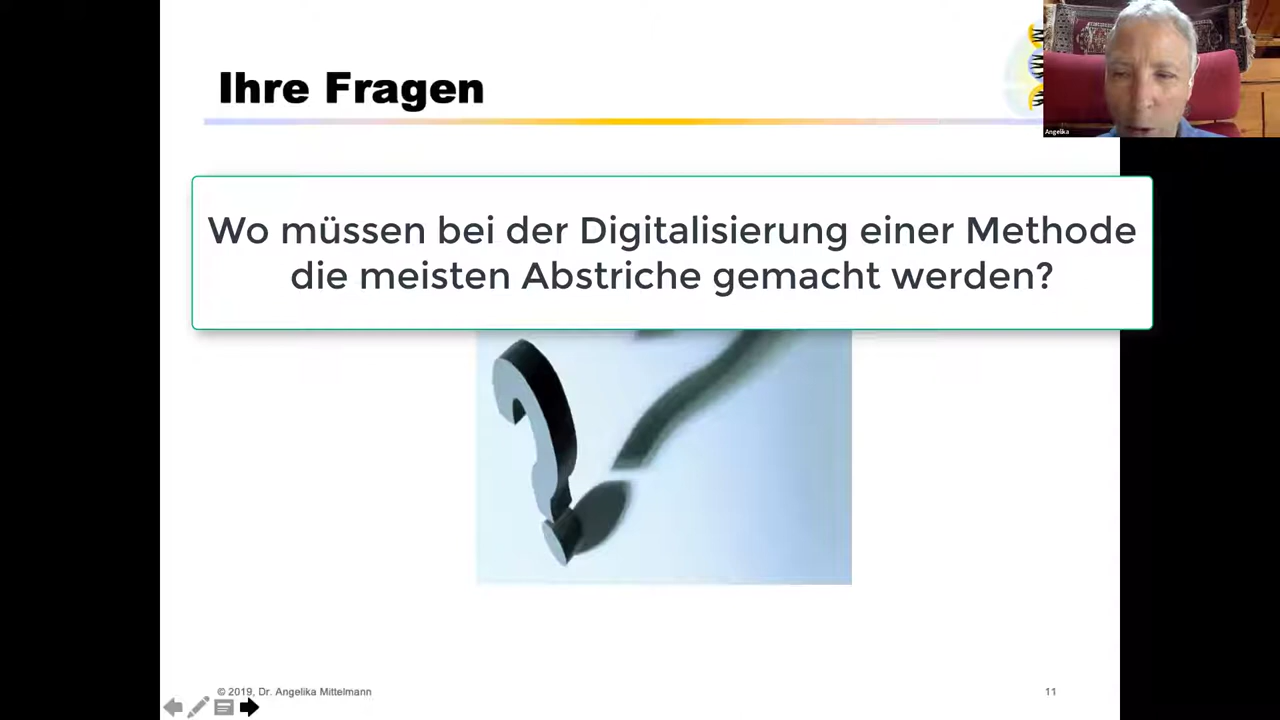 Ihre Fragen
Angelika
Wo müssen bei der Digitalisierung einer Methode
die meisten Abstriche gemacht werden?
© 2019, Dr. Angelika Mittelmann
11